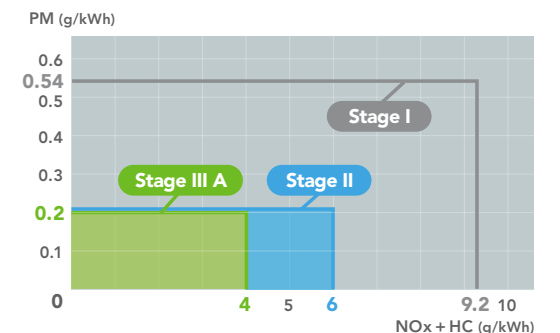 PM (g/kWh)
0.6
0.54
0.5
Stage I
0.4
0.3
Stage III A
Stage II
0.2
0.1
0
4
5
6
9.2
10
NOx + HC (g/kWh)